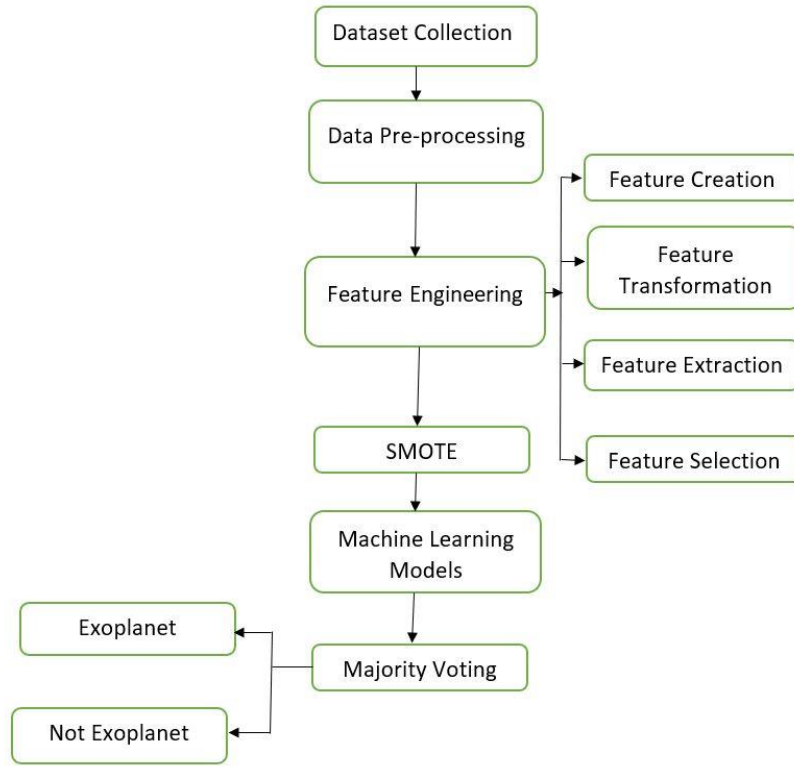 Dataset Collection
Data Pre-processing
Feature Creation
Feature
Transformation
Feature Engineering
Feature Extraction
SMOTE
Feature Selection
Machine Learning
Models
Exoplanet
Majority Voting
Not Exoplanet